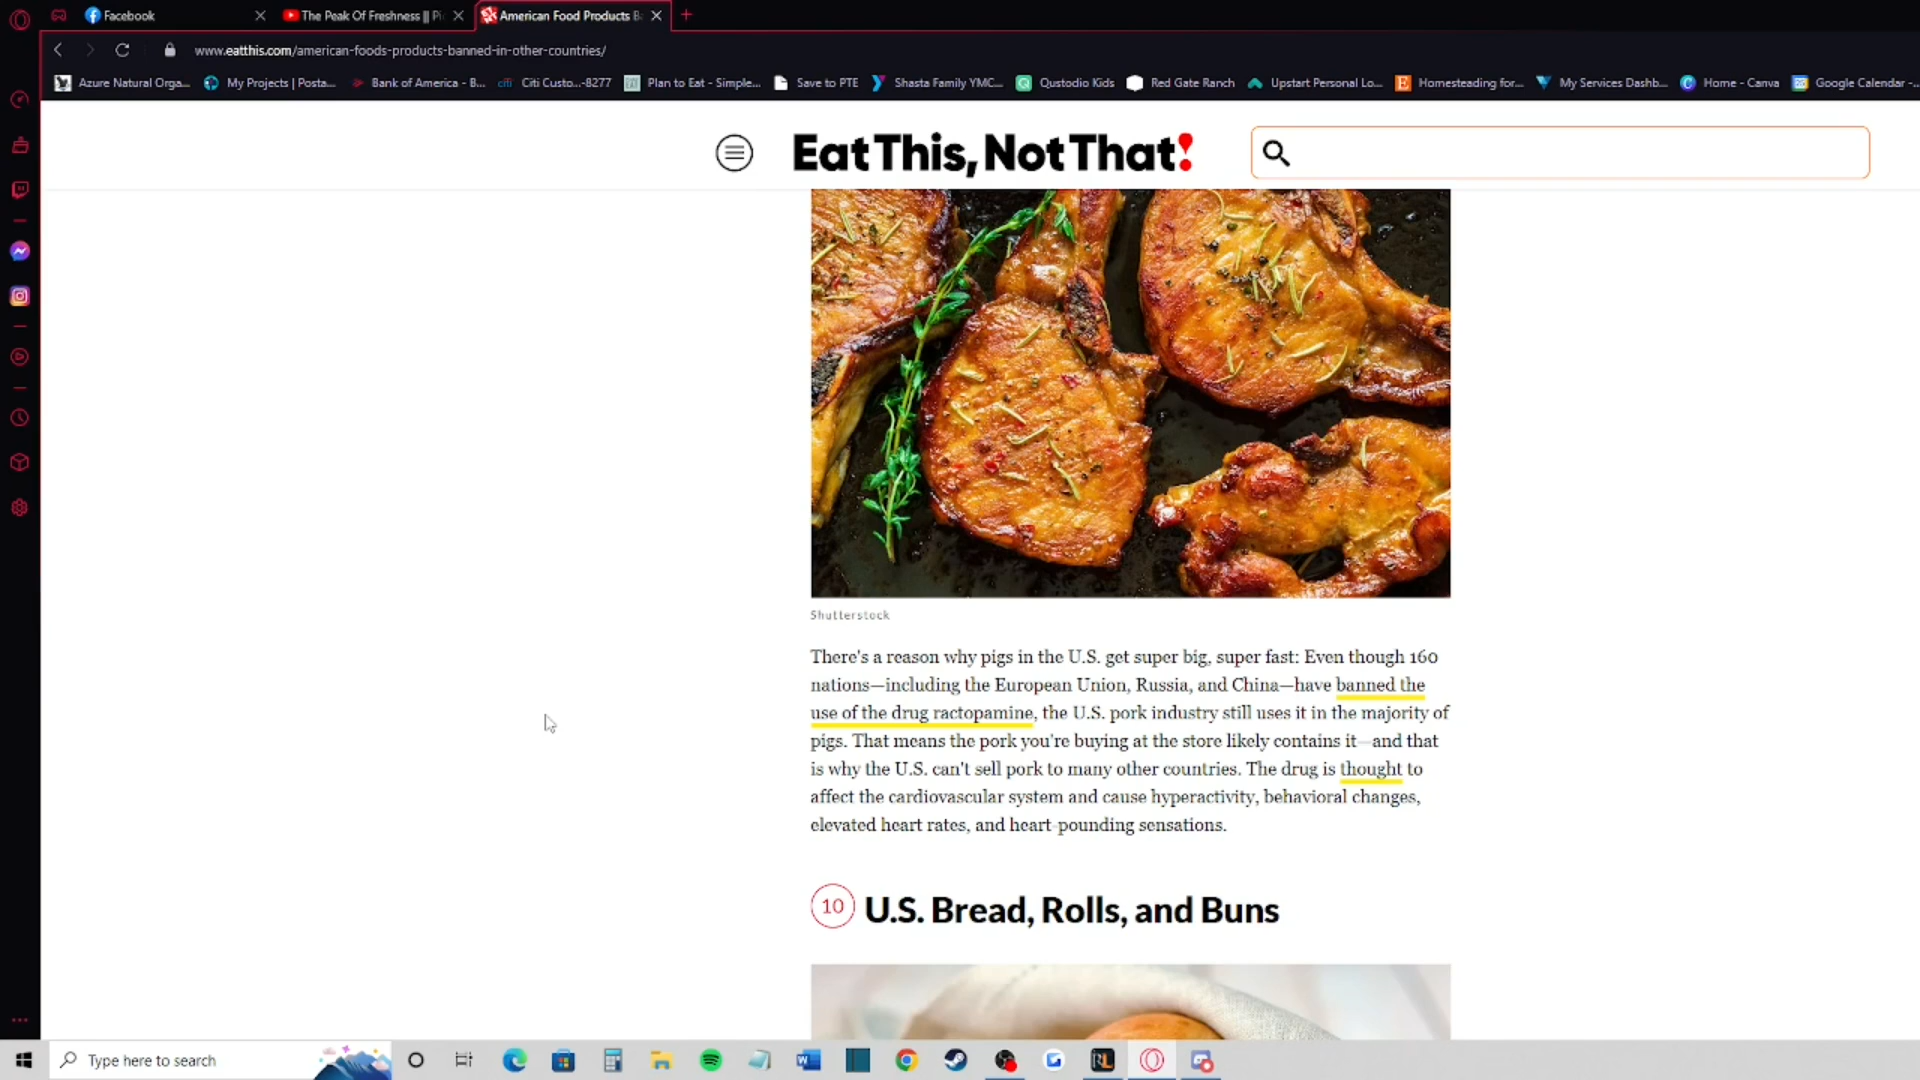 Facebook
The Peak Of Freshness || Pi
American Food Products B
www.eatthis.com/american-foods-products-banned-in-other-countries/
Azure Natural Orga...
My Projects | Posta...
Bank of America - B...
citi Citi Custo...-8277
Plan to Eat - Simple...
Save to PTE
Shasta Family YMC...
Qustodio Kids
Red Gate Ranch
Upstart Personal Lo...
Homesteading for...
My Services Dashb...
Home - Canva
Google Calendar -...
Eat This, Not That!
Shutterstock
There's a reason why pigs in the U.S. get super big, super fast: Even though 160
nations—including the European Union, Russia, and China—have banned the
use of the drug ractopamine, the U.S. pork industry still uses it in the majority of
pigs. That means the pork you're buying at the store likely contains it—and that
is why the U.S. can't sell pork to many other countries. The drug is thought to
affect the cardiovascular system and cause hyperactivity, behavioral changes,
elevated heart rates, and heart-pounding sensations.
10 U.S. Bread, Rolls, and Buns
Type here to search